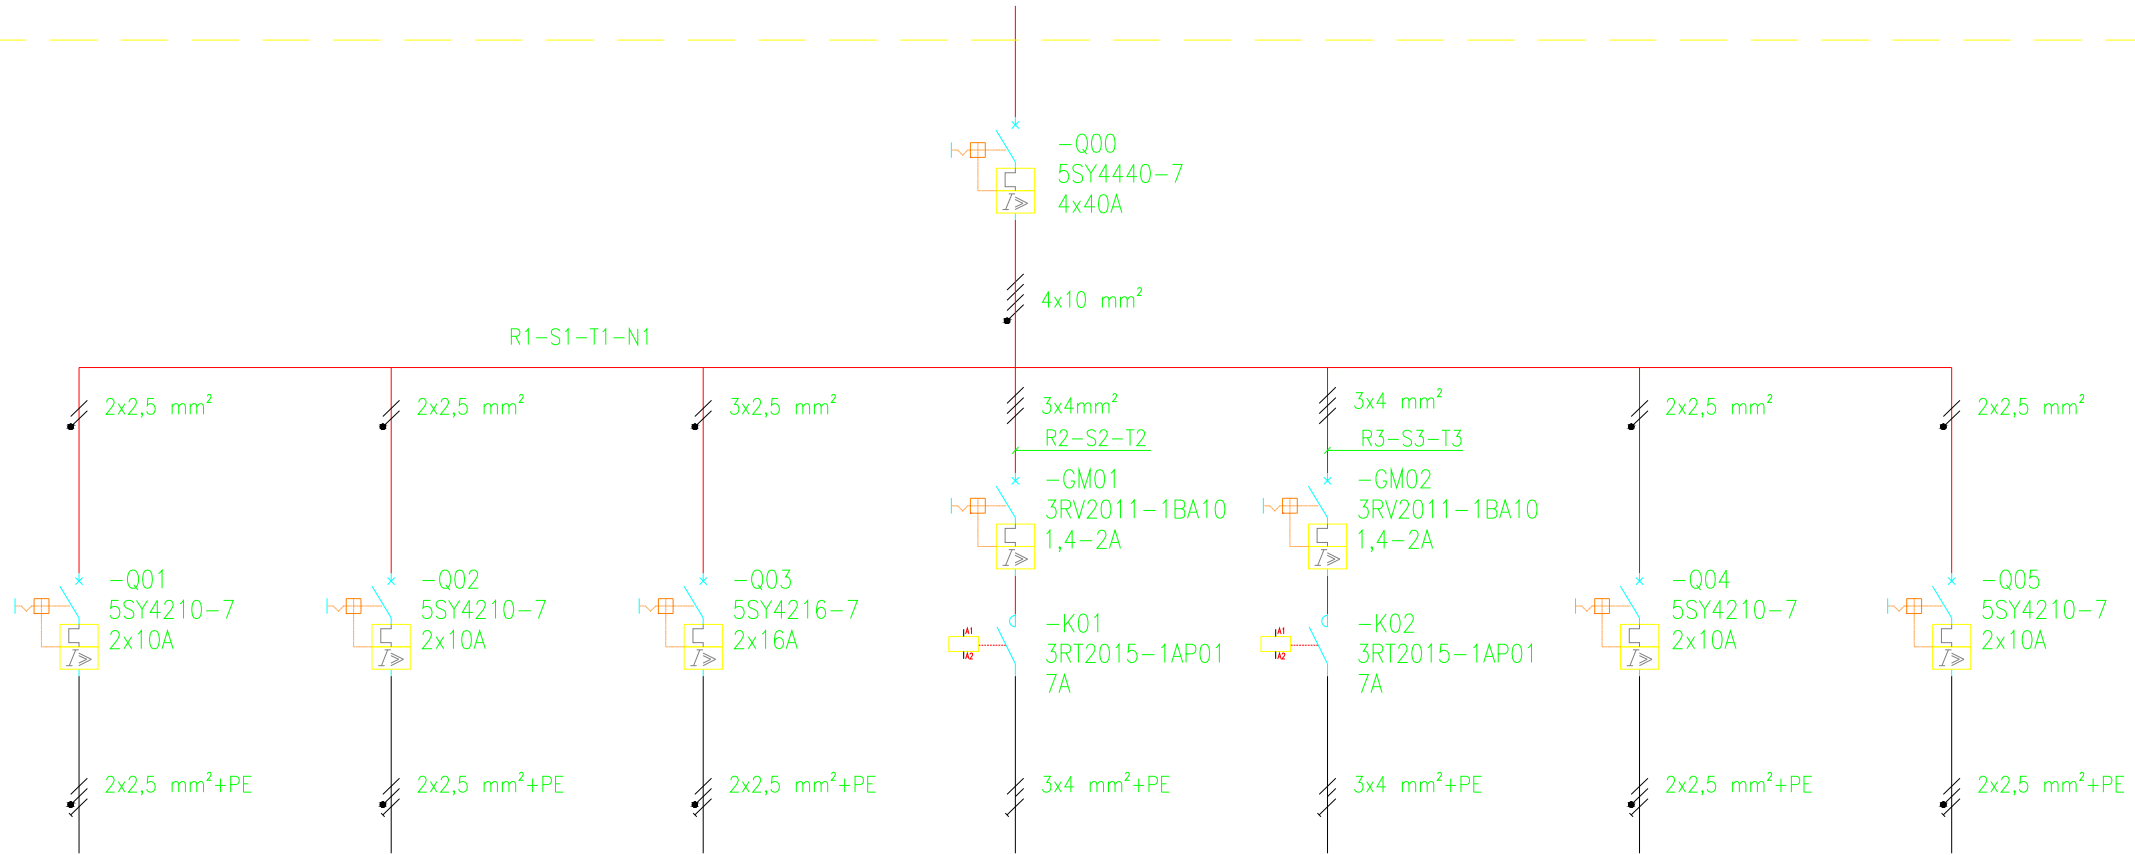 -Q00
5SY4440-7
4x40A
4x10 mm²
R1-S1-T1-N1
2x2,5 mm²
2x2,5 mm²
3x2,5 mm²
3x4mm²
3x4 mm²
2x2,5 mm²
2x2,5 mm²
R2-S2-T2
R3-S3-T3
-GM01
3RV2011-1BA10
1,4-2A
-GM02
3RV2011-1BA10
1,4-2A
I>
I>
I>
-Q01
5SY4210-7
2x10A
I>
-Q02
5SY4210-7
2x10A
I>
-Q03
5SY4216-7
2x16A
I>
A1
A2
-K01
3RT2015-1AP01
7A
A1
A2
-K02
3RT2015-1AP01
7A
-Q04
5SY4210-7
2x10A
I>
-Q05
5SY4210-7
2x10A
I>
2x2,5 mm²+PE
2x2,5 mm²+PE
2x2,5 mm²+PE
3x4 mm²+PE
3x4 mm²+PE
2x2,5 mm²+PE
2x2,5 mm²+PE